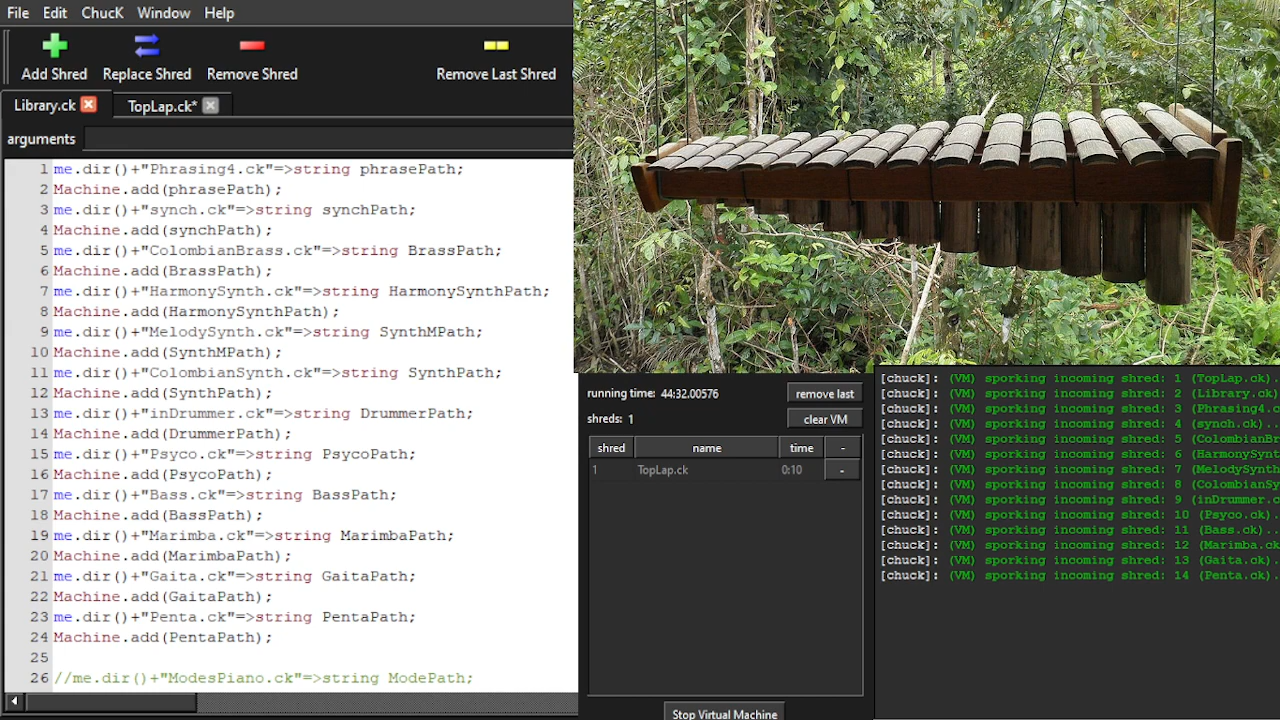 File Edit ChucK Window Help
Add Shred Replace Shred Remove Shred Remove Last Shred
Library.ck TopLap.ck*
arguments
1 me.dir()+"Phrasing4.ck"=>string phrasePath;
2 Machine.add(phrasePath);
3 me.dir()+"synch.ck"=>string synchPath;
4 Machine.add(synchPath);
5 me.dir()+"ColombianBrass.ck"=>string BrassPath;
6 Machine.add(BrassPath);
7 me.dir()+"HarmonySynth.ck"=>string HarmonySynthPath;
8 Machine.add(HarmonySynthPath);
9 me.dir()+"MelodySynth.ck"=>string SynthMPath;
10 Machine.add(SynthMPath);
11 me.dir()+"ColombianSynth.ck"=>string SynthPath;
12 Machine.add(SynthPath);
13 me.dir()+"inDrummer.ck"=>string DrummerPath;
14 Machine.add(DrummerPath);
15 me.dir()+"Psyco.ck"=>string PsycoPath;
16 Machine.add(PsycoPath);
17 me.dir()+"Bass.ck"=>string BassPath;
18 Machine.add(BassPath);
19 me.dir()+"Marimba.ck"=>string MarimbaPath;
20 Machine.add(MarimbaPath);
21 me.dir()+"Gaita.ck"=>string GaitaPath;
22 Machine.add(GaitaPath);
23 me.dir()+"Penta.ck"=>string PentaPath;
24 Machine.add(PentaPath);
25
26 //me.dir()+"ModesPiano.ck"=>string ModePath;
running time: 44:32.00576 remove last
shreds: 1 clear VM
shred name time -
1 TopLap.ck 0:10 -
Stop Virtual Machine
[chuck]: (VM) sporking incoming shred: 1 (TopLap.ck).
[chuck]: (VM) sporking incoming shred: 2 (Library.ck)
[chuck]: (VM) sporking incoming shred: 3 (Phrasing4.c
[chuck]: (VM) sporking incoming shred: 4 (synch.ck)..
[chuck]: (VM) sporking incoming shred: 5 (ColombianBr
[chuck]: (VM) sporking incoming shred: 6 (HarmonySynt
[chuck]: (VM) sporking incoming shred: 7 (MelodySynth
[chuck]: (VM) sporking incoming shred: 8 (ColombianSy
[chuck]: (VM) sporking incoming shred: 9 (inDrummer.c
[chuck]: (VM) sporking incoming shred: 10 (Psyco.ck).
[chuck]: (VM) sporking incoming shred: 11 (Bass.ck)..
[chuck]: (VM) sporking incoming shred: 12 (Marimba.ck
[chuck]: (VM) sporking incoming shred: 13 (Gaita.ck).
[chuck]: (VM) sporking incoming shred: 14 (Penta.ck).